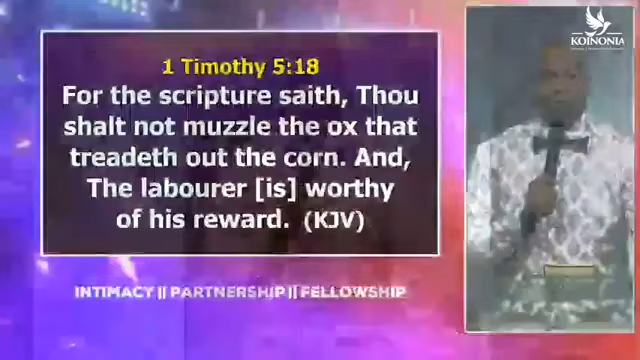 1 Timothy 5:18
For the scripture saith, Thou
shalt not muzzle the ox that
treadeth out the corn. And,
The labourer [is] worthy
of his reward. (KJV)
INTIMACY || PARTNERSHIP || FELLOWSHIP
KOINONIA